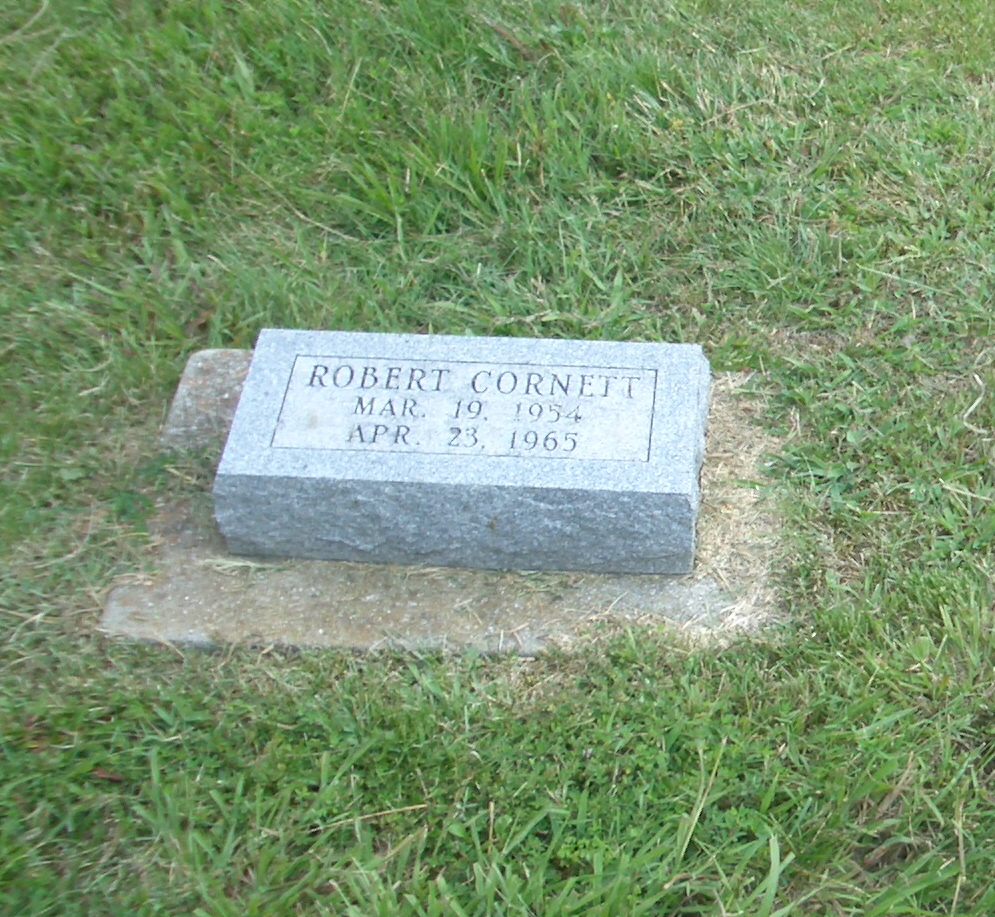 ROBERT CORNETT
MAR. 19, 1954
APR. 23, 1965